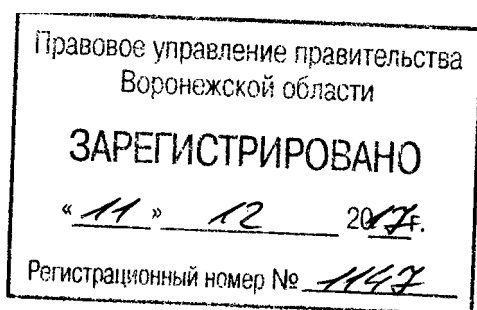 Правовое управление правительства
Воронежской области
ЗАРЕГИСТРИРОВАНО
« 11 » 12 2017г.
Регистрационный номер № 1147